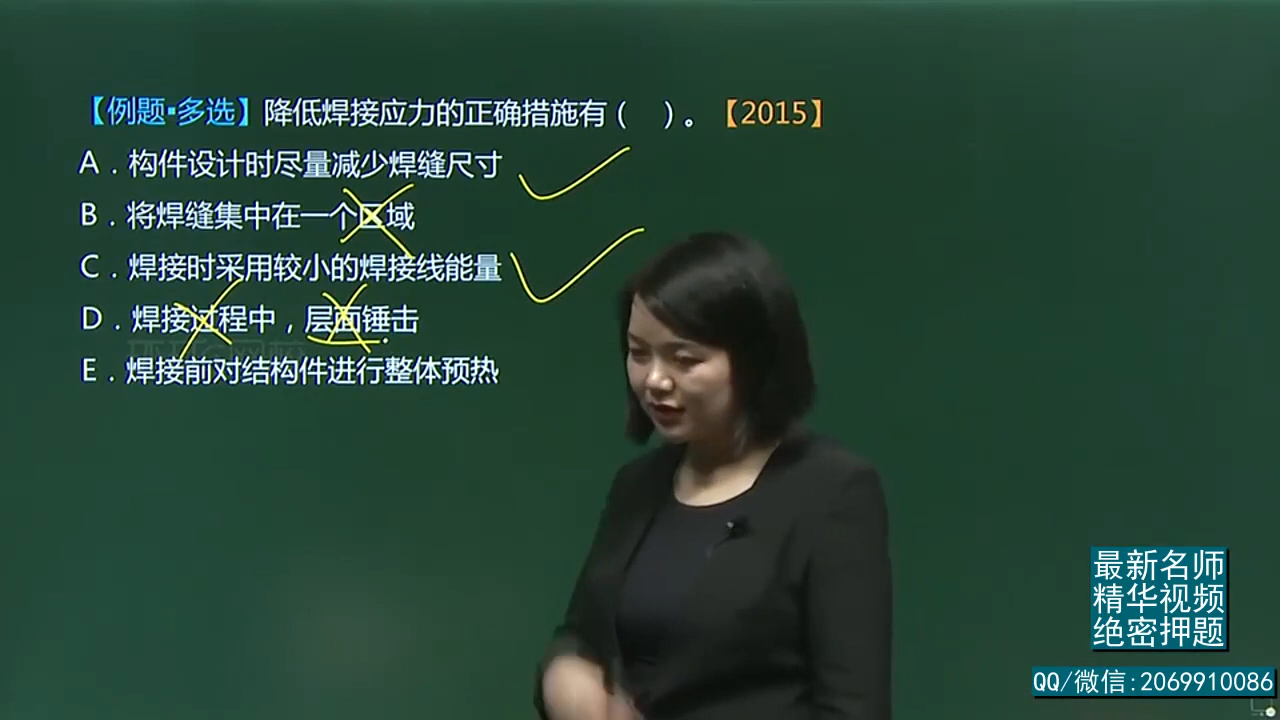 【例题·多选】降低焊接应力的正确措施有（ ）。【2015】
A．构件设计时尽量减少焊缝尺寸
B．将焊缝集中在一个区域
C．焊接时采用较小的焊接线能量
D．焊接过程中，层面锤击
E．焊接前对结构件进行整体预热
最新名师
精华视频
绝密押题
QQ/微信:2069910086